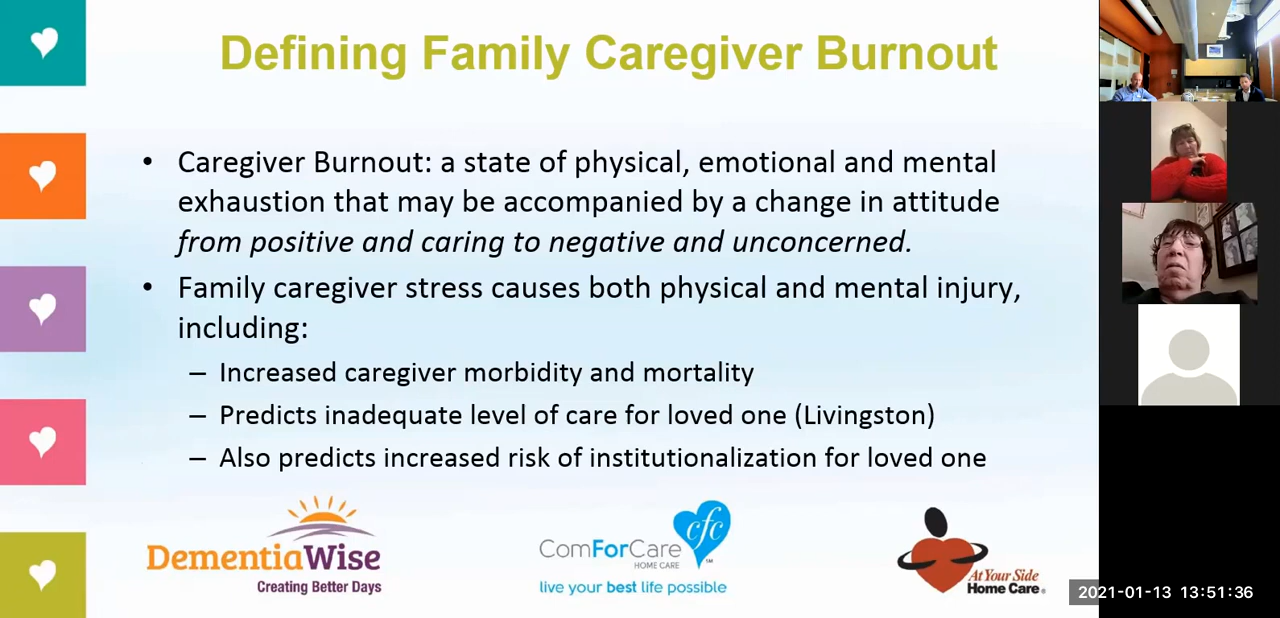 Defining Family Caregiver Burnout
• Caregiver Burnout: a state of physical, emotional and mental
exhaustion that may be accompanied by a change in attitude
from positive and caring to negative and unconcerned.
• Family caregiver stress causes both physical and mental injury,
including:
– Increased caregiver morbidity and mortality
– Predicts inadequate level of care for loved one (Livingston)
– Also predicts increased risk of institutionalization for loved one
DementiaWise
Creating Better Days
cfc
ComForCare
HOME CARE
live your best life possible
At Your Side
Home Care®
2021-01-13 13:51:36